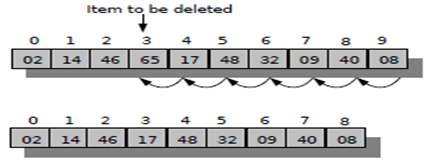 Item to be deleted
0 1 2 3 4 5 6 7 8 9
02 14 46 65 17 48 32 09 40 08
0 1 2 3 4 5 6 7 8
02 14 46 17 48 32 09 40 08